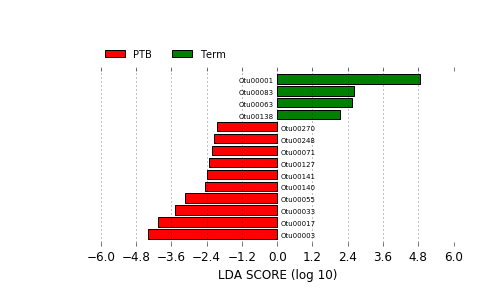 PTB Term
Otu00001
Otu00083
Otu00063
Otu00138
Otu00270
Otu00248
Otu00071
Otu00127
Otu00141
Otu00140
Otu00055
Otu00033
Otu00017
Otu00003
−6.0 −4.8 −3.6 −2.4 −1.2 0.0 1.2 2.4 3.6 4.8 6.0
LDA SCORE (log 10)